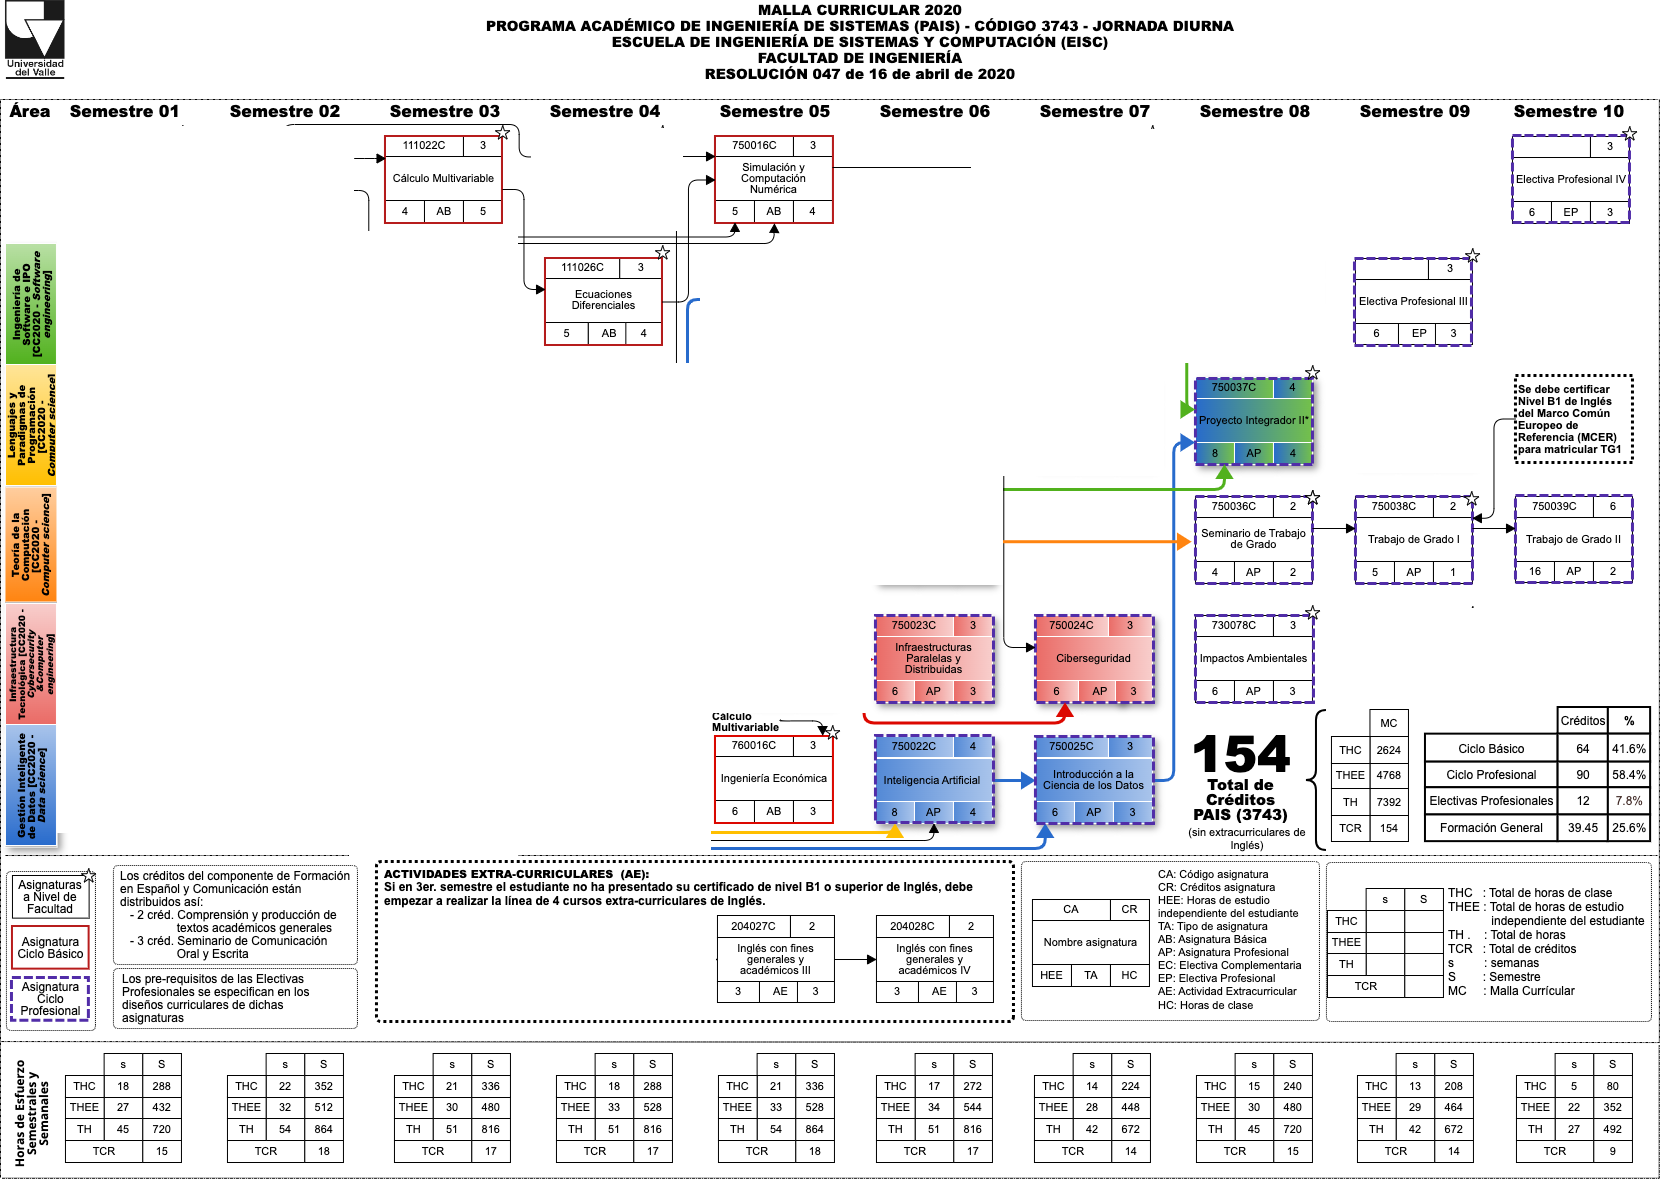 MALLA CURRICULAR 2020
PROGRAMA ACADÉMICO DE INGENIERÍA DE SISTEMAS (PAIS) - CÓDIGO 3743 - JORNADA DIURNA
ESCUELA DE INGENIERÍA DE SISTEMAS Y COMPUTACIÓN (EISC)
FACULTAD DE INGENIERÍA
RESOLUCIÓN 047 de 16 de abril de 2020
Universidad
del Valle
Área Semestre 01 Semestre 02 Semestre 03 Semestre 04 Semestre 05 Semestre 06 Semestre 07 Semestre 08 Semestre 09 Semestre 10
111022C 3
Cálculo Multivariable
4 AB 5
750016C 3
Simulación y
Computación
Numérica
5 AB 4
3
Electiva Profesional IV
6 EP 3
Ingeniería de
Software e IPO
[CC2020 - Software
engineering]
111026C 3
Ecuaciones
Diferenciales
5 AB 4
3
Electiva Profesional III
6 EP 3
Lenguajes y
Paradigmas de
Programación
[CC2020 -
Computer science]
750037C 4
Proyecto Integrador II*
8 AP 4
Se debe certificar
Nivel B1 de Inglés
del Marco Común
Europeo de
Referencia (MCER)
para matricular TG1
Teoría de la
Computación
[CC2020 -
Computer science]
750036C 2
Seminario de Trabajo
de Grado
4 AP 2
750038C 2
Trabajo de Grado I
5 AP 1
750039C 6
Trabajo de Grado II
16 AP 2
Infraestructura
Tecnológica [CC2020 -
Cybersecurity
&Computer
engineering]
750023C 3
Infraestructuras
Paralelas y
Distribuidas
6 AP 3
750024C 3
Ciberseguridad
6 AP 3
730078C 3
Impactos Ambientales
6 AP 3
Gestión Inteligente
de Datos [CC2020 -
Data science]
Cálculo
Multivariable
760016C 3
Ingeniería Económica
6 AB 3
750022C 4
Inteligencia Artificial
8 AP 4
750025C 3
Introducción a la
Ciencia de los Datos
6 AP 3
154
Total de
Créditos
PAIS (3743)
(sin extracurriculares de
Inglés)
MC
THC 2624
THEE 4768
TH 7392
TCR 154
Créditos %
Ciclo Básico 64 41.6%
Ciclo Profesional 90 58.4%
Electivas Profesionales 12 7.8%
Formación General 39.45 25.6%
Asignaturas
a Nivel de
Facultad
Asignatura
Ciclo Básico
Asignatura
Ciclo
Profesional
Los créditos del componente de Formación
en Español y Comunicación están
distribuidos así:
- 2 créd. Comprensión y producción de
textos académicos generales
- 3 créd. Seminario de Comunicación
Oral y Escrita
Los pre-requisitos de las Electivas
Profesionales se especifican en los
diseños curriculares de dichas
asignaturas
ACTIVIDADES EXTRA-CURRICULARES (AE):
Si en 3er. semestre el estudiante no ha presentado su certificado de nivel B1 o superior de Inglés, debe
empezar a realizar la línea de 4 cursos extra-curriculares de Inglés.
204027C 2
Inglés con fines
generales y
académicos III
3 AE 3
204028C 2
Inglés con fines
generales y
académicos IV
3 AE 3
CA CR
Nombre asignatura
HEE TA HC
CA: Código asignatura
CR: Créditos asignatura
HEE: Horas de estudio
independiente del estudiante
TA: Tipo de asignatura
AB: Asignatura Básica
AP: Asignatura Profesional
EC: Electiva Complementaria
EP: Electiva Profesional
AE: Actividad Extracurricular
HC: Horas de clase
s S
THC
THEE
TH
TCR
THC : Total de horas de clase
THEE : Total de horas de estudio
independiente del estudiante
TH . : Total de horas
TCR : Total de créditos
s : semanas
S : Semestre
MC : Malla Currícular
Horas de Esfuerzo
Semestrales y
Semanales
s S
THC 18 288
THEE 27 432
TH 45 720
TCR 15
s S
THC 22 352
THEE 32 512
TH 54 864
TCR 18
s S
THC 21 336
THEE 30 480
TH 51 816
TCR 17
s S
THC 18 288
THEE 33 528
TH 51 816
TCR 17
s S
THC 21 336
THEE 33 528
TH 54 864
TCR 18
s S
THC 17 272
THEE 34 544
TH 51 816
TCR 17
s S
THC 14 224
THEE 28 448
TH 42 672
TCR 14
s S
THC 15 240
THEE 30 480
TH 45 720
TCR 15
s S
THC 13 208
THEE 29 464
TH 42 672
TCR 14
s S
THC 5 80
THEE 22 352
TH 27 492
TCR 9